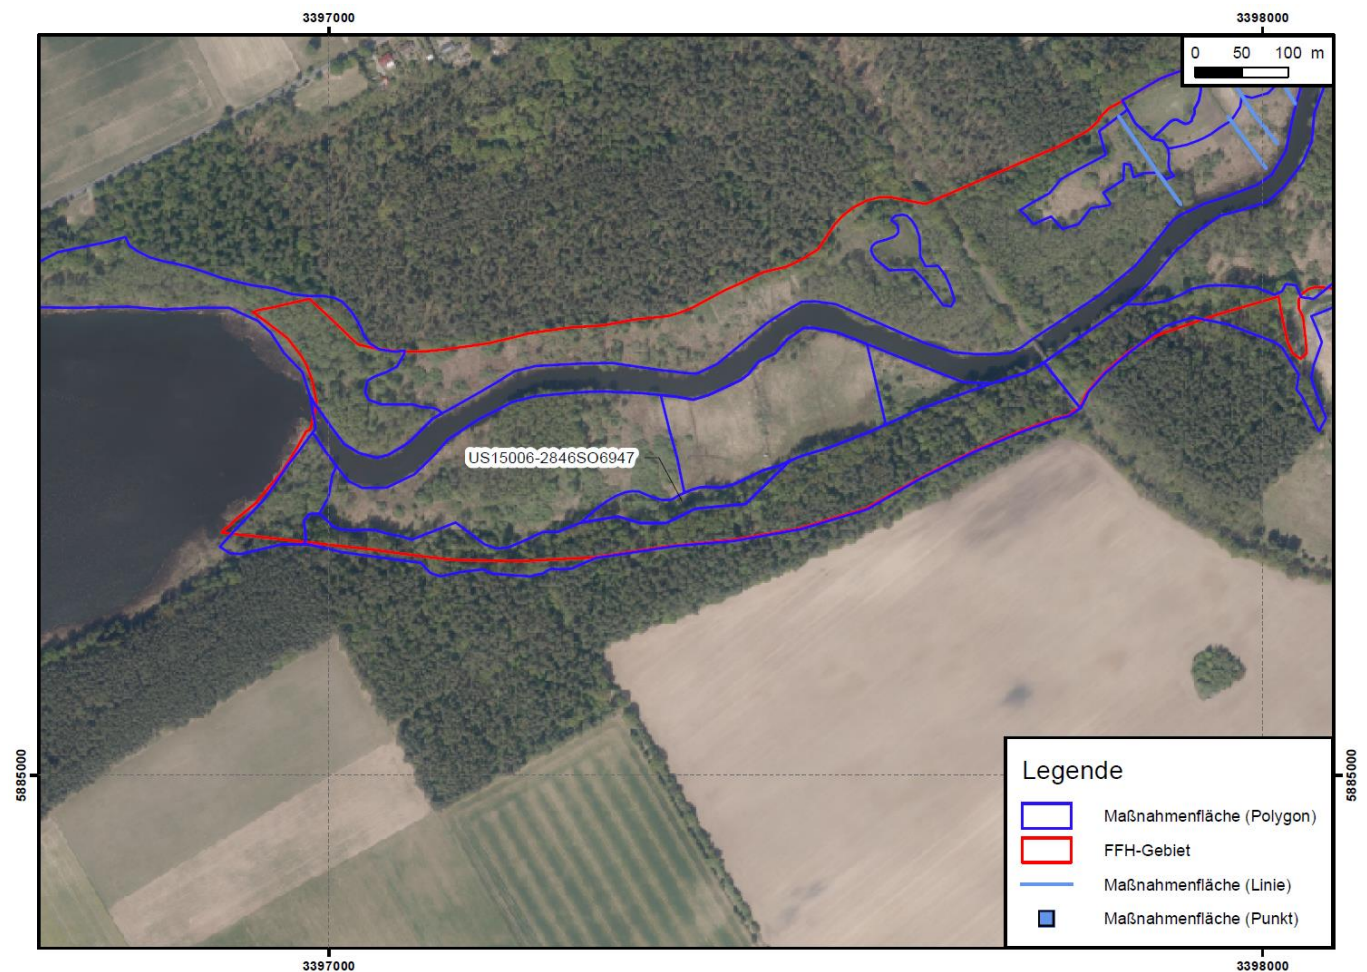 3397000
3398000
0 50 100 m
US15006-2846SO6947
5885000
5885000
Legende
Maßnahmenfläche (Polygon)
FFH-Gebiet
Maßnahmenfläche (Linie)
Maßnahmenfläche (Punkt)
3397000
3398000